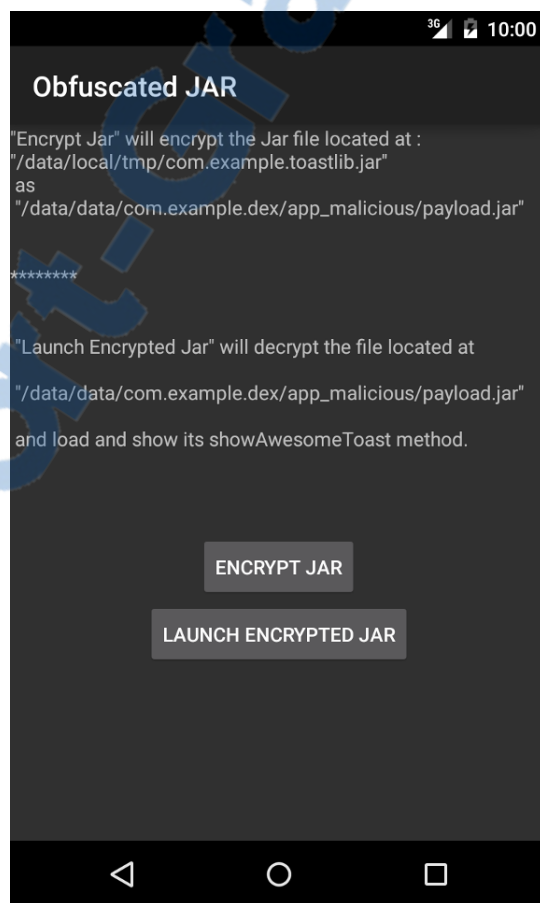 3G 10:00
Obfuscated JAR
"Encrypt Jar" will encrypt the Jar file located at :
"/data/local/tmp/com.example.toastlib.jar"
as
"/data/data/com.example.dex/app_malicious/payload.jar"
********
"Launch Encrypted Jar" will decrypt the file located at
"/data/data/com.example.dex/app_malicious/payload.jar"
and load and show its showAwesomeToast method.
ENCRYPT JAR
LAUNCH ENCRYPTED JAR